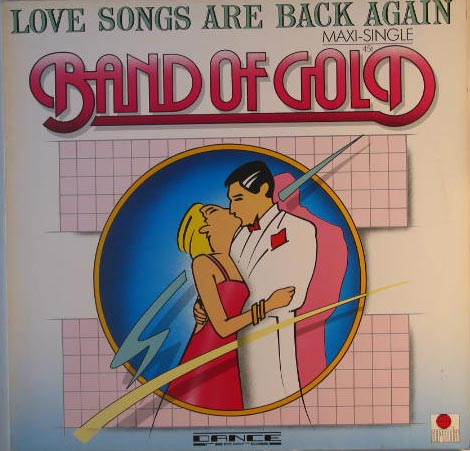 LOVE SONGS ARE BACK AGAIN
MAXI-SINGLE
45
BAND OF GOLD
DANCE